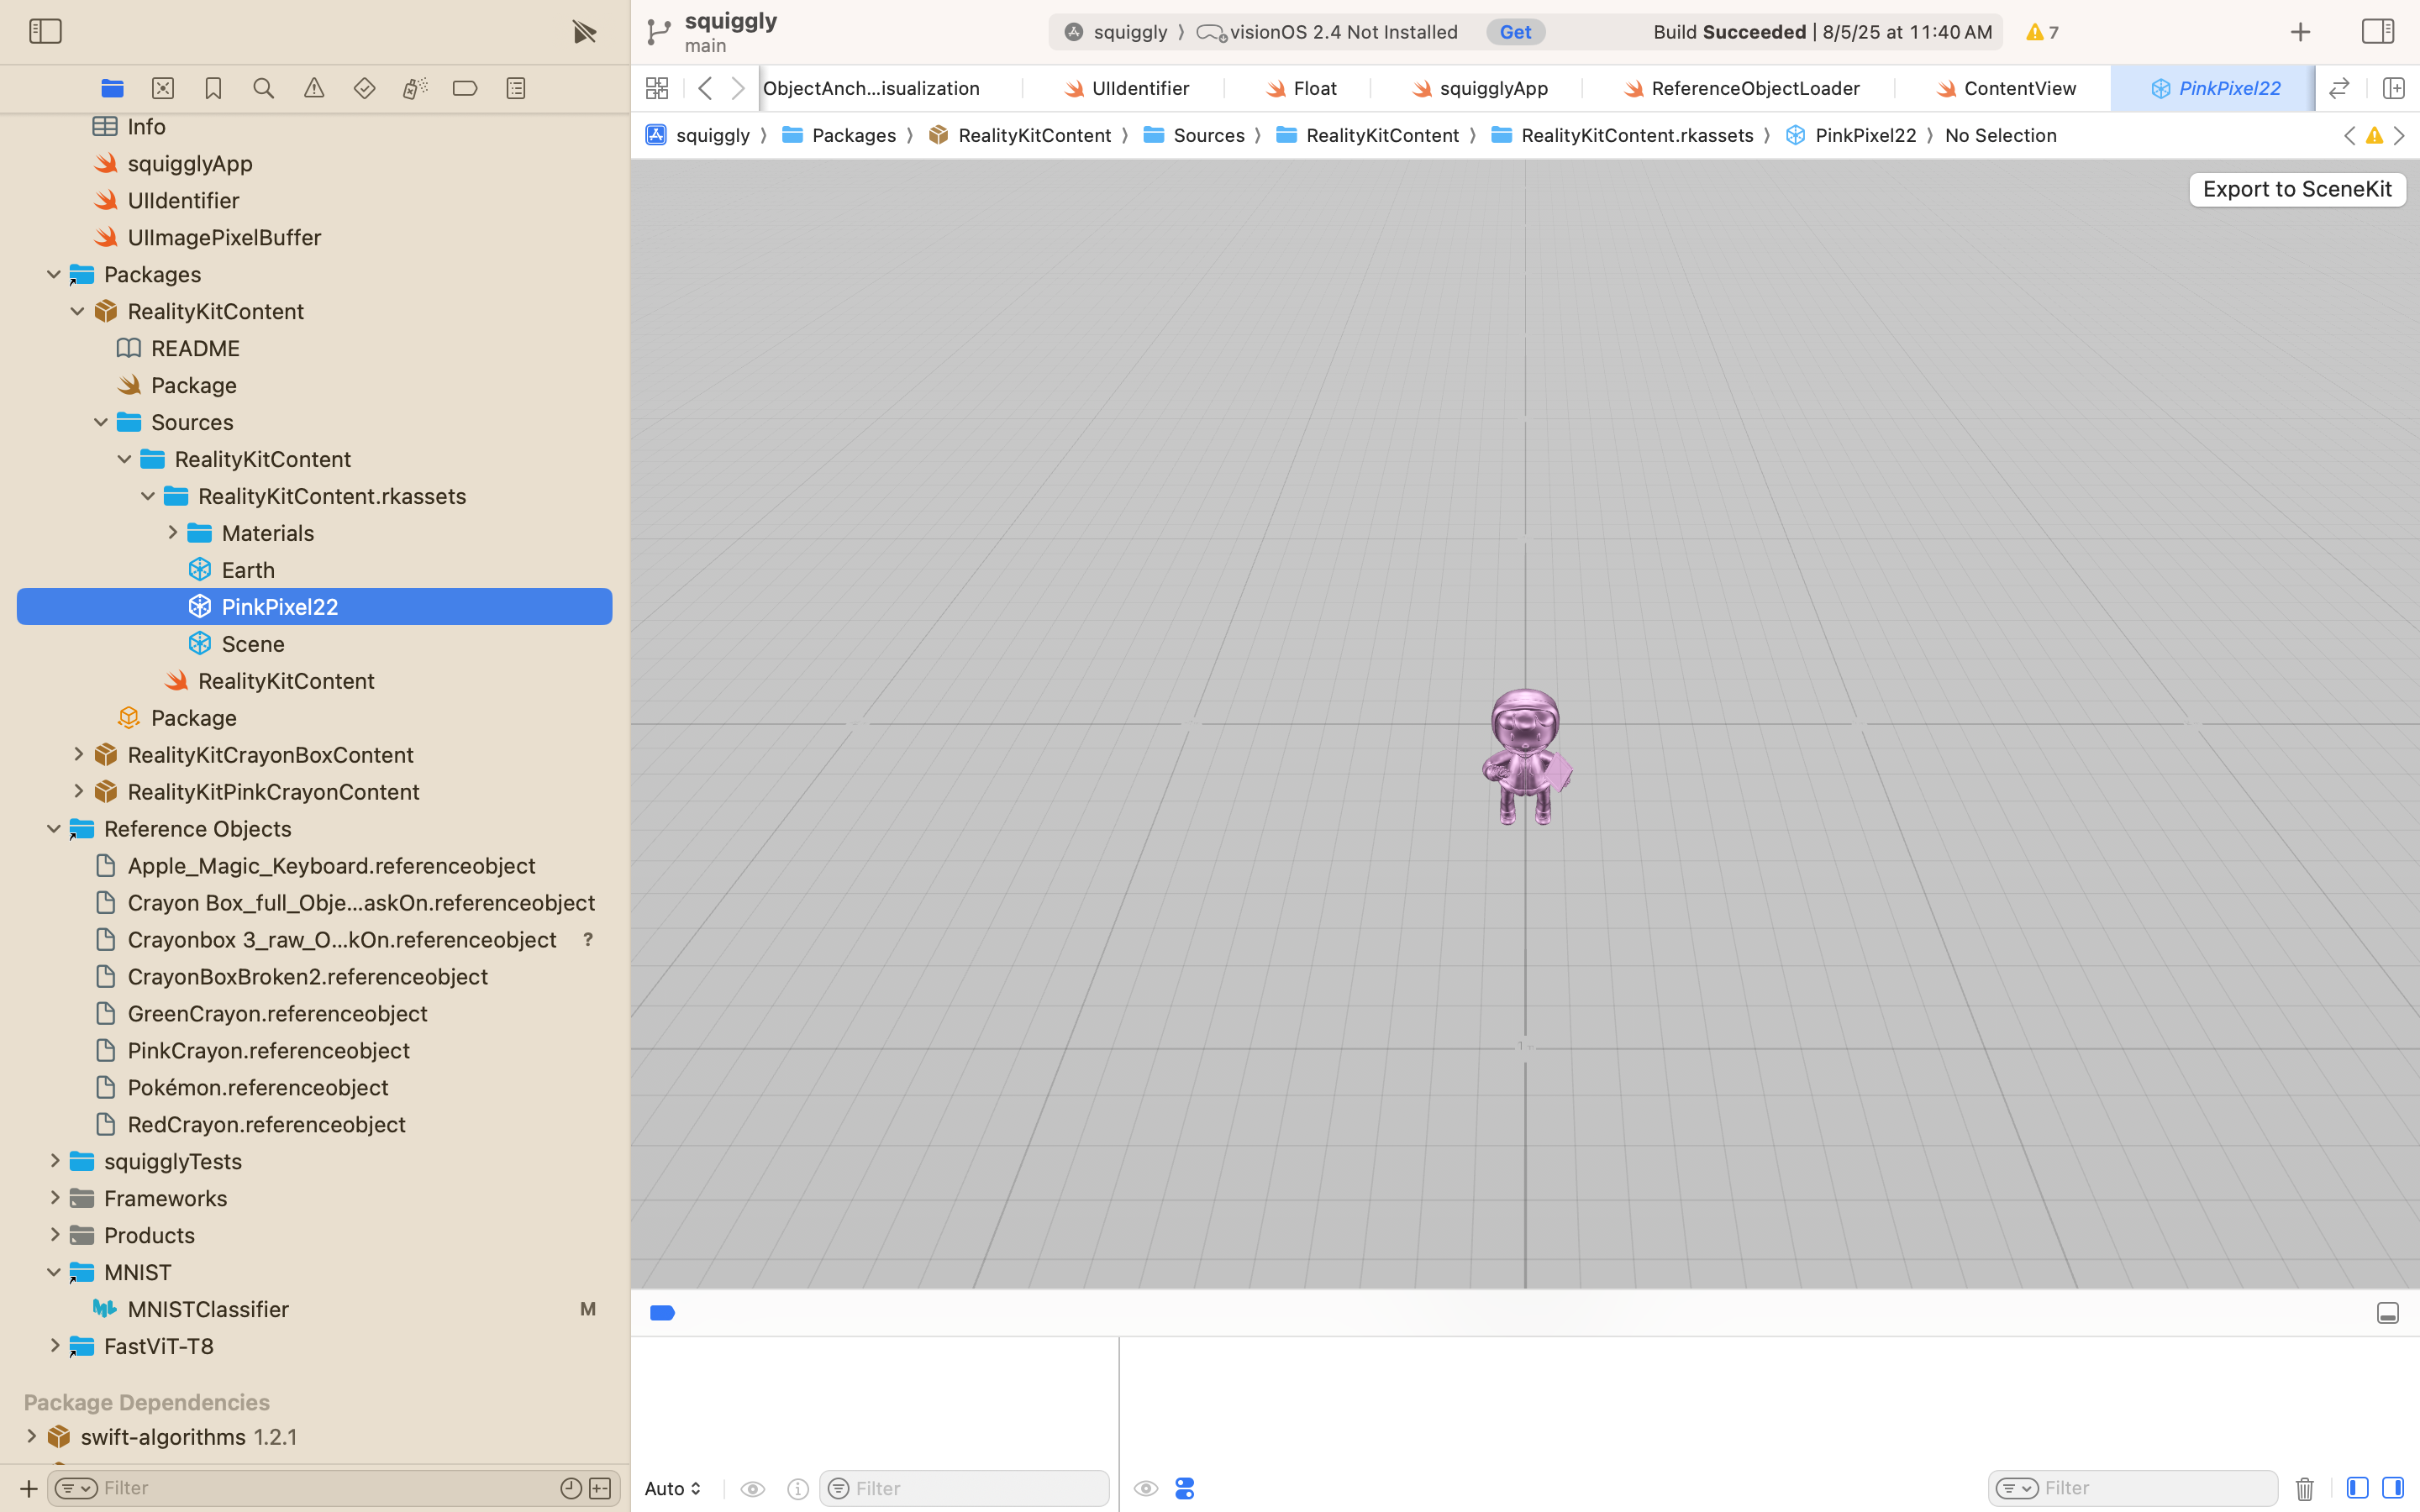 squiggly
main
squiggly 〉 visionOS 2.4 Not Installed
Get
Build Succeeded | 8/5/25 at 11:40 AM
7
ObjectAnch...isualization
UIIdentifier
Float
squigglyApp
ReferenceObjectLoader
ContentView
PinkPixel22
squiggly 〉 Packages 〉 RealityKitContent 〉 Sources 〉 RealityKitContent 〉 RealityKitContent.rkassets 〉 PinkPixel22 〉 No Selection
Info
squigglyApp
UIIdentifier
UIImagePixelBuffer
Packages
RealityKitContent
README
Package
Sources
RealityKitContent
RealityKitContent.rkassets
Materials
Earth
PinkPixel22
Scene
RealityKitContent
Package
RealityKitCrayonBoxContent
RealityKitPinkCrayonContent
Reference Objects
Apple_Magic_Keyboard.referenceobject
Crayon Box_full_Obje...askOn.referenceobject
Crayonbox 3_raw_O...kOn.referenceobject ?
CrayonBoxBroken2.referenceobject
GreenCrayon.referenceobject
PinkCrayon.referenceobject
Pokémon.referenceobject
RedCrayon.referenceobject
squigglyTests
Frameworks
Products
MNIST
MNISTClassifier M
FastViT-T8
Package Dependencies
swift-algorithms 1.2.1
Filter
Export to SceneKit
1
Auto
Filter
Filter